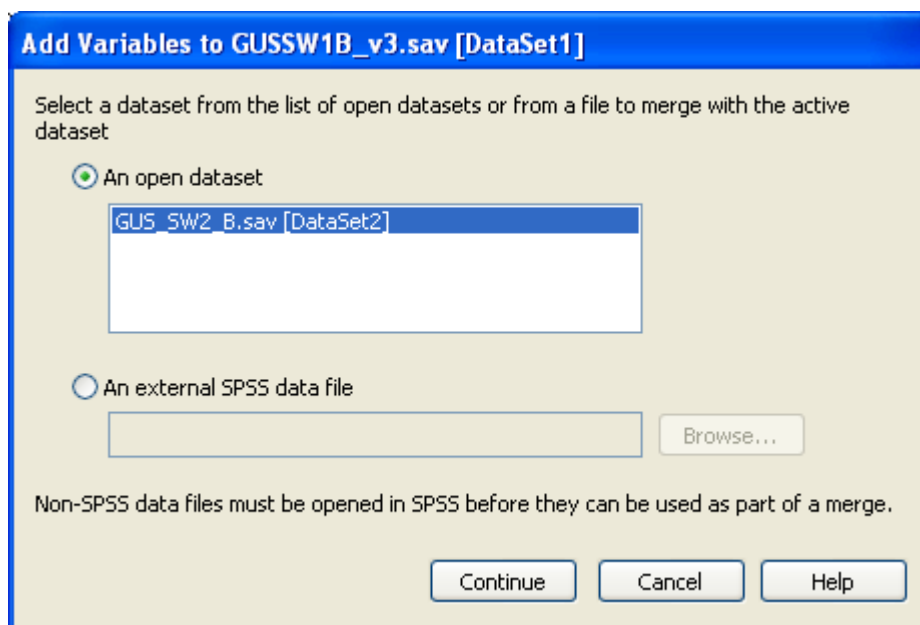 Add Variables to GUSSW1B_v3.sav [DataSet1]
Select a dataset from the list of open datasets or from a file to merge with the active
dataset
An open dataset
GUS_SW2_B.sav [DataSet2]
An external SPSS data file
Browse...
Non-SPSS data files must be opened in SPSS before they can be used as part of a merge.
Continue Cancel Help